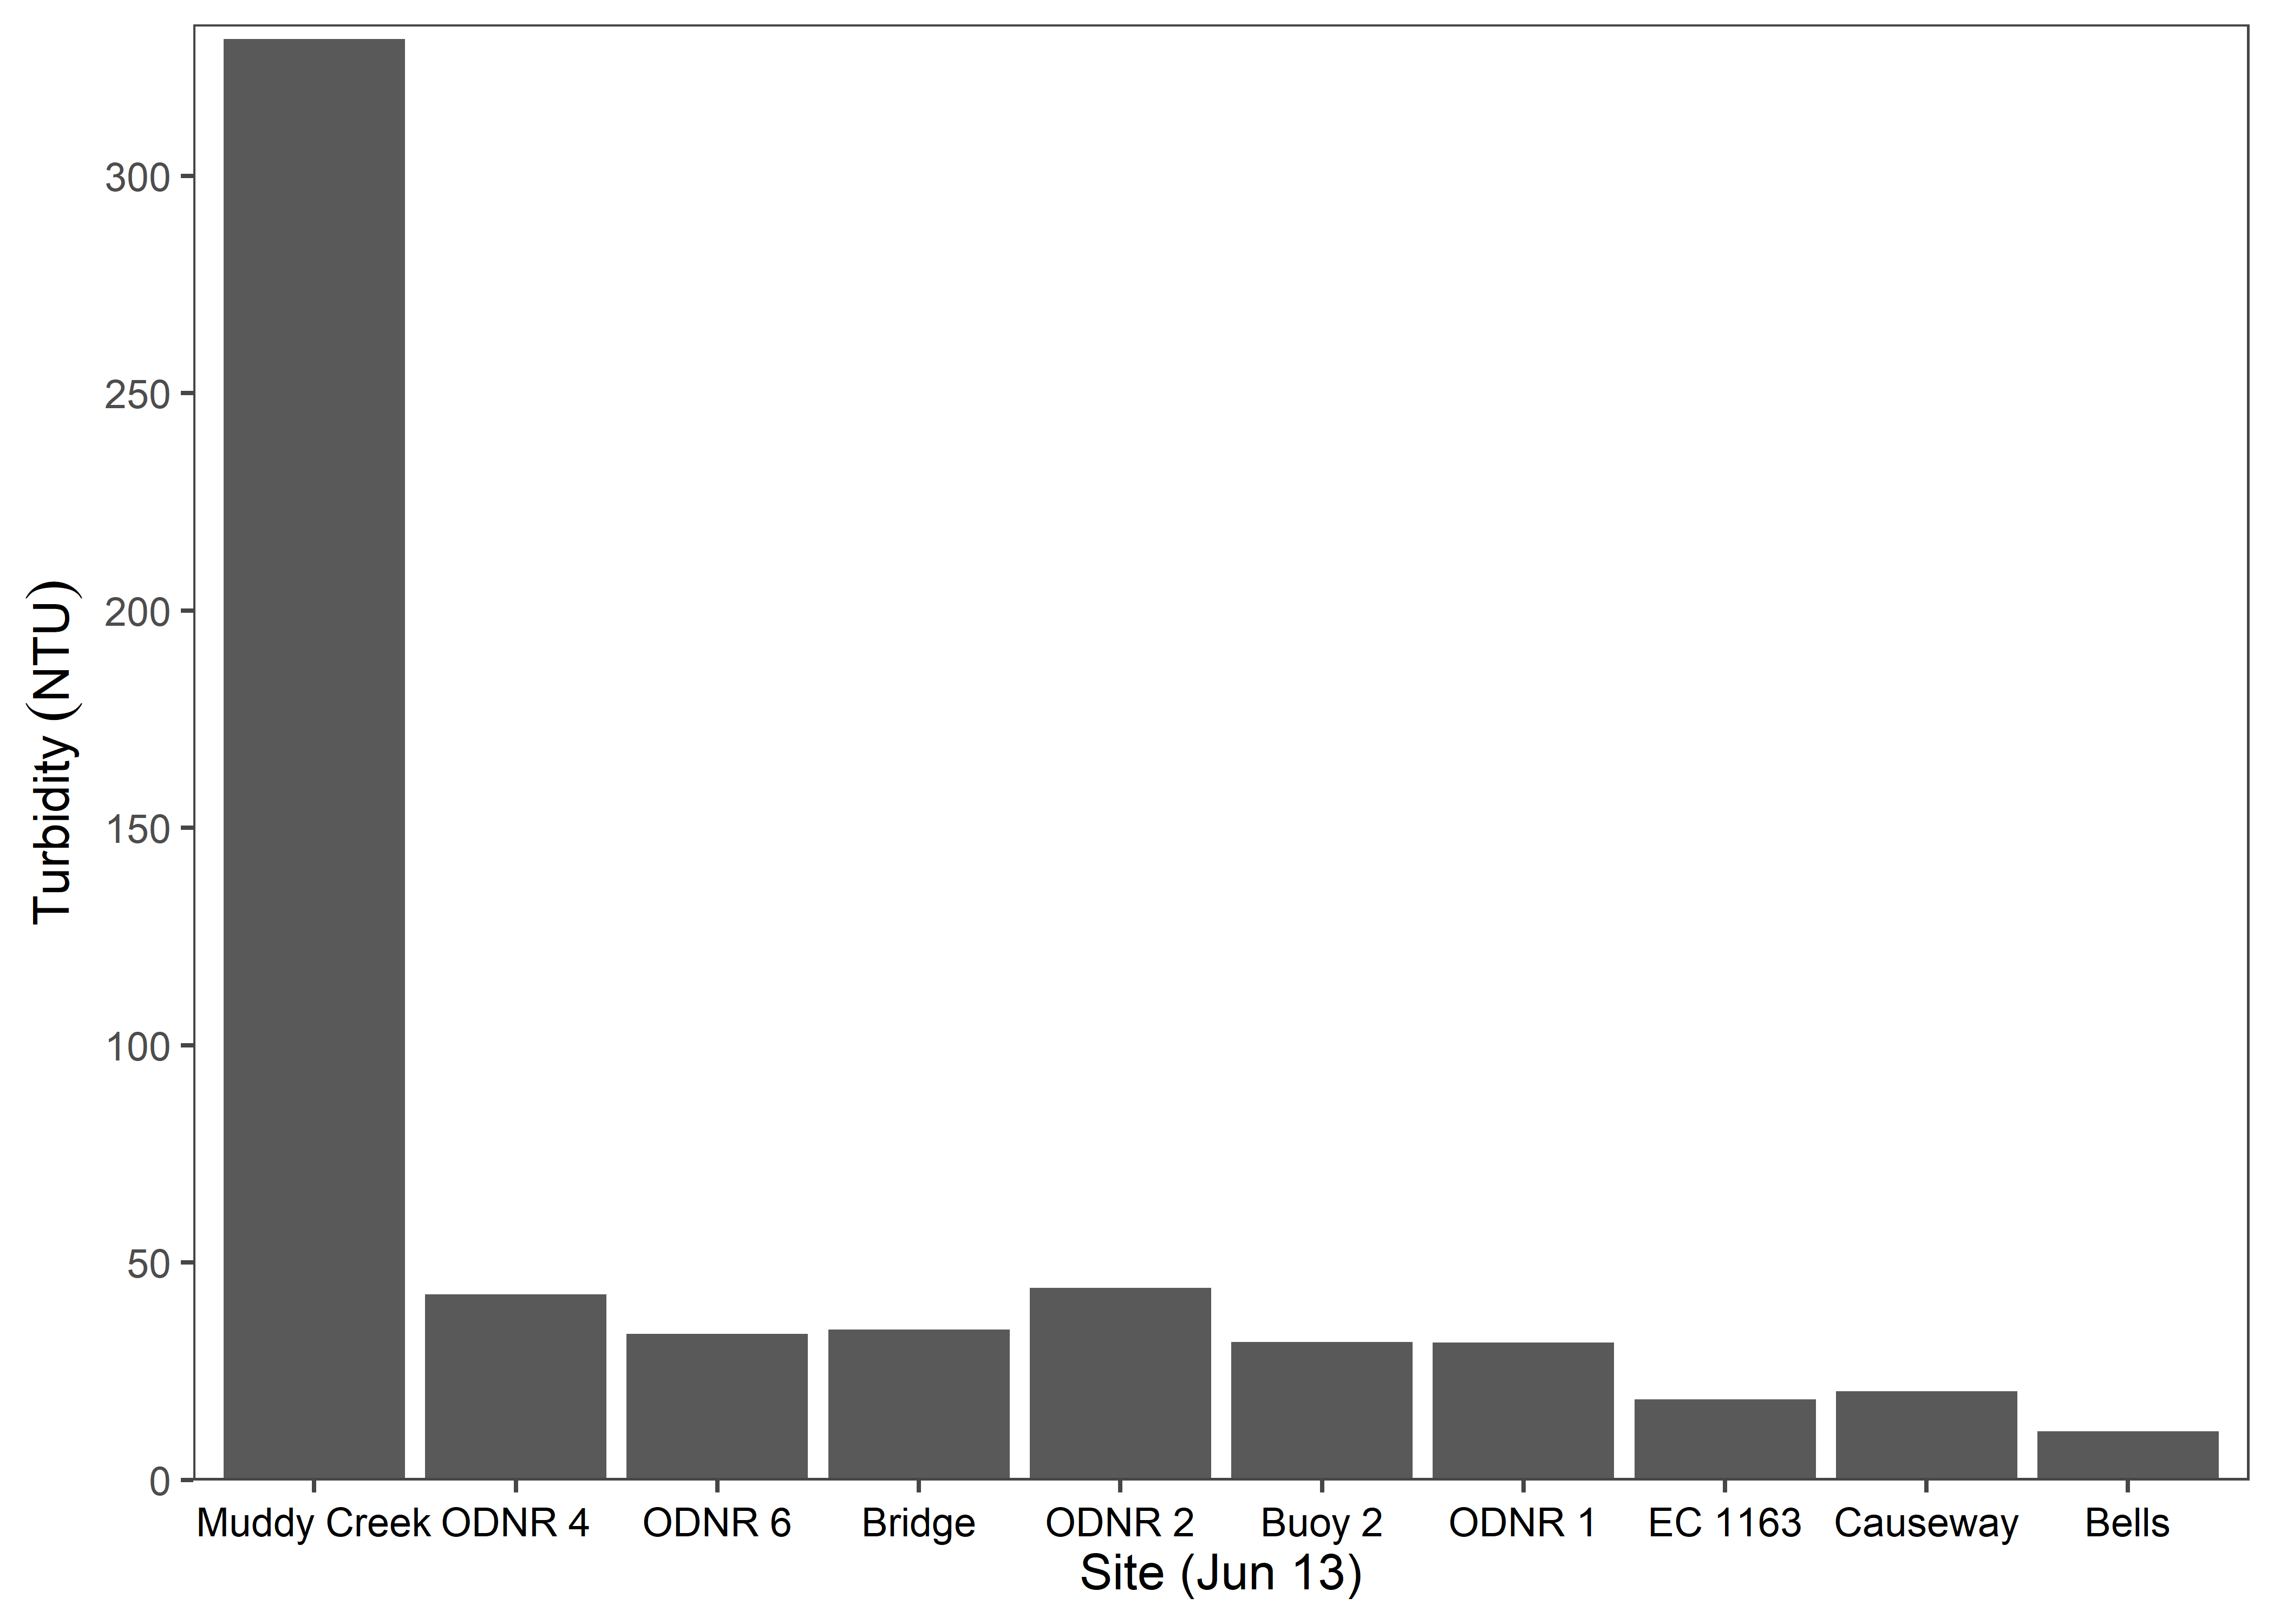 Turbidity (NTU)
300
250
200
150
100
50
0
Muddy Creek ODNR 4 ODNR 6 Bridge ODNR 2 Buoy 2 ODNR 1 EC 1163 Causeway Bells
Site (Jun 13)